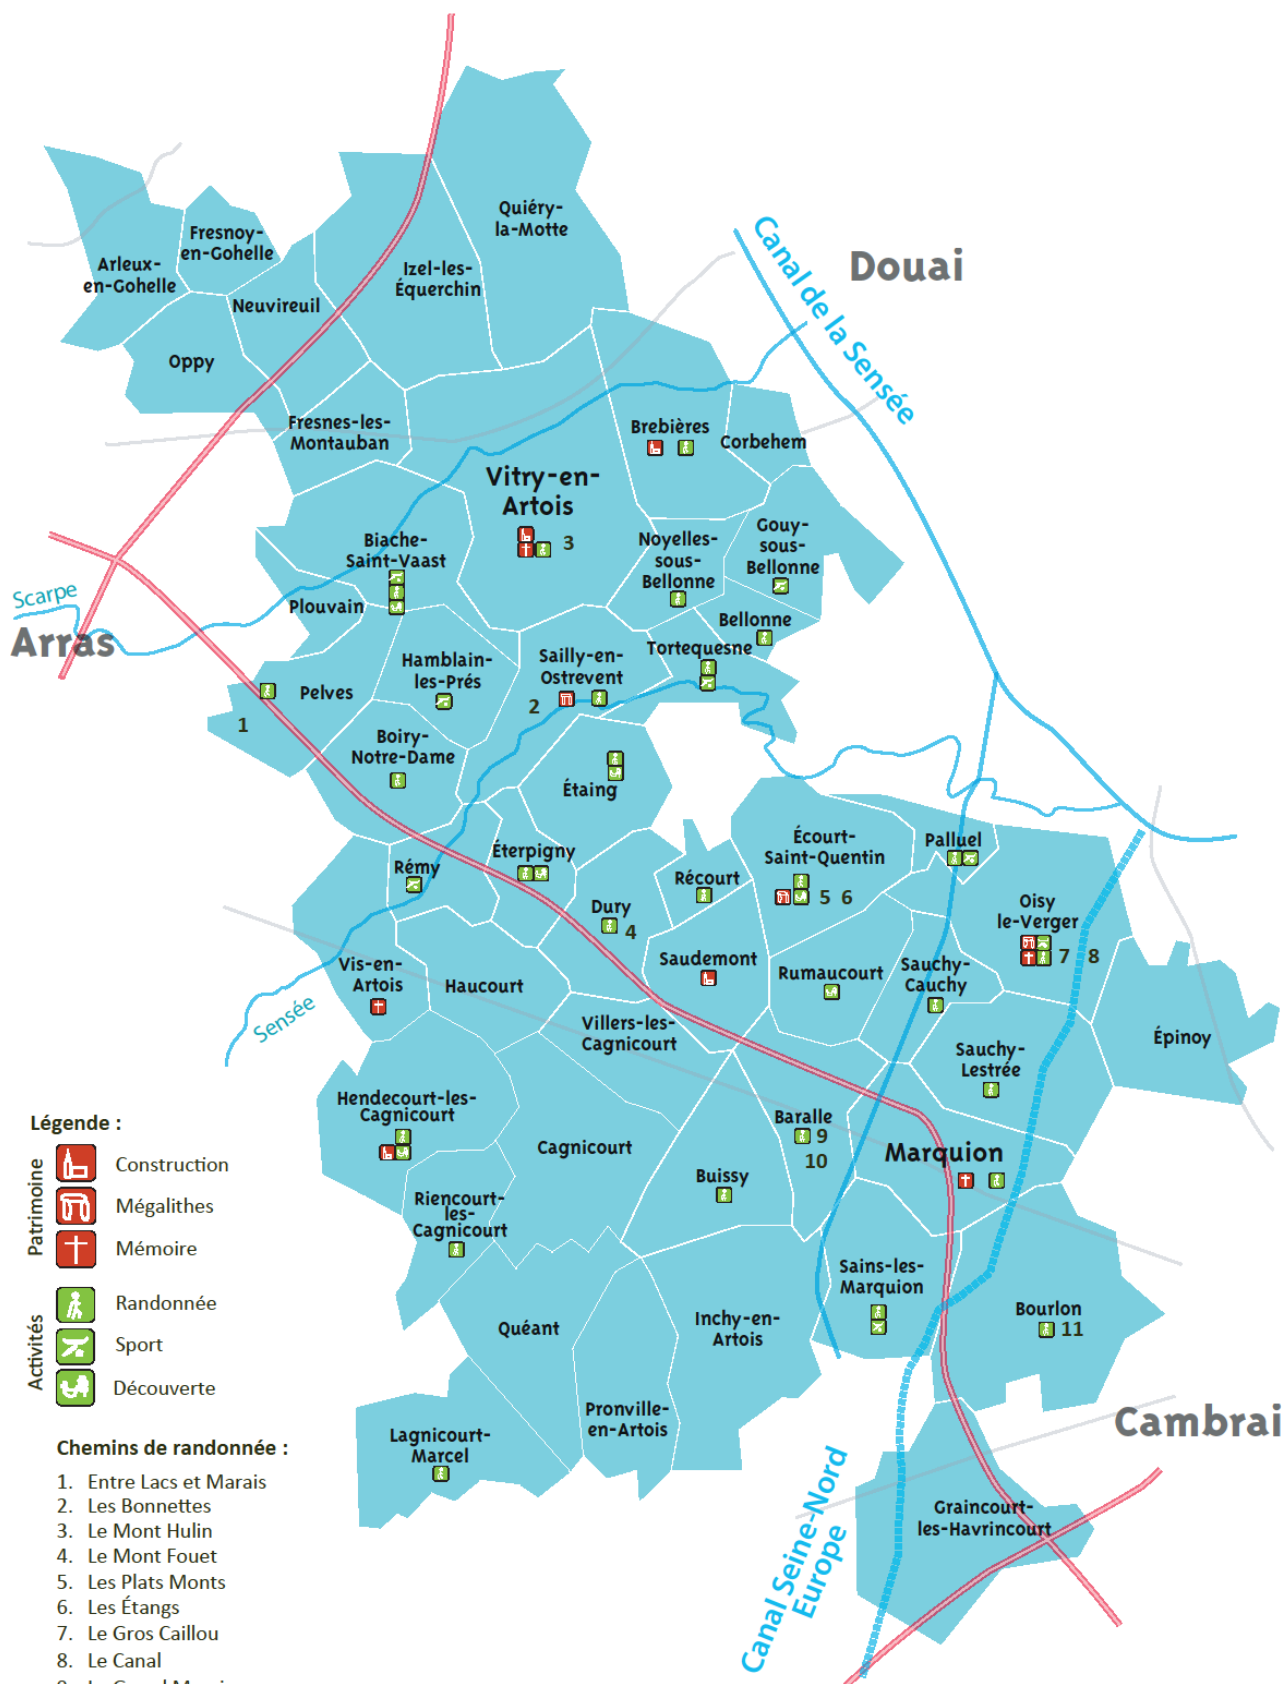 Quiéry-
la-Motte
Fresnoy-
en-Gohelle
Arleux-
en-Gohelle
Izel-les-
Équerchin
Neuvireuil
Oppy
Canal de la Sensée
Douai
Fresnes-les-
Montauban
Brebières
Corbehem
Vitry-en-
Artois
3
Biache-
Saint-Vaast
Noyelles-
sous-
Bellonne
Gouy-
sous-
Bellonne
Scarpe
Arras
Plouvain
Bellonne
Hamblain-
les-Prés
Sailly-en-
Ostrevent
2
Tortequesne
Pelves
1
Boiry-
Notre-Dame
Étaing
Écourt-
Saint-Quentin
5 6
Palluel
Éterpigny
Rémy
Récourt
Dury
4
Oisy
le-Verger
7 8
Saudemont
Rumaucourt
Sauchy-
Cauchy
Vis-en-
Artois
Haucourt
Sensée
Villers-les-
Cagnicourt
Sauchy-
Lestrée
Épinoy
Hendecourt-les-
Cagnicourt
Cagnicourt
Baralle
9
10
Marquion
Buissy
Riencourt-
les-
Cagnicourt
Sains-les-
Marquion
Bourlon
11
Quéant
Inchy-en-
Artois
Pronville-
en-Artois
Lagnicourt-
Marcel
Cambrai
Graincourt-
les-Havrincourt
Canal Seine-Nord
Europe
Légende :
Patrimoine
Construction
Mégalithes
Mémoire
Activités
Randonnée
Sport
Découverte
Chemins de randonnée :
1. Entre Lacs et Marais
2. Les Bonnettes
3. Le Mont Hulin
4. Le Mont Fouet
5. Les Plats Monts
6. Les Étangs
7. Le Gros Caillou
8. Le Canal